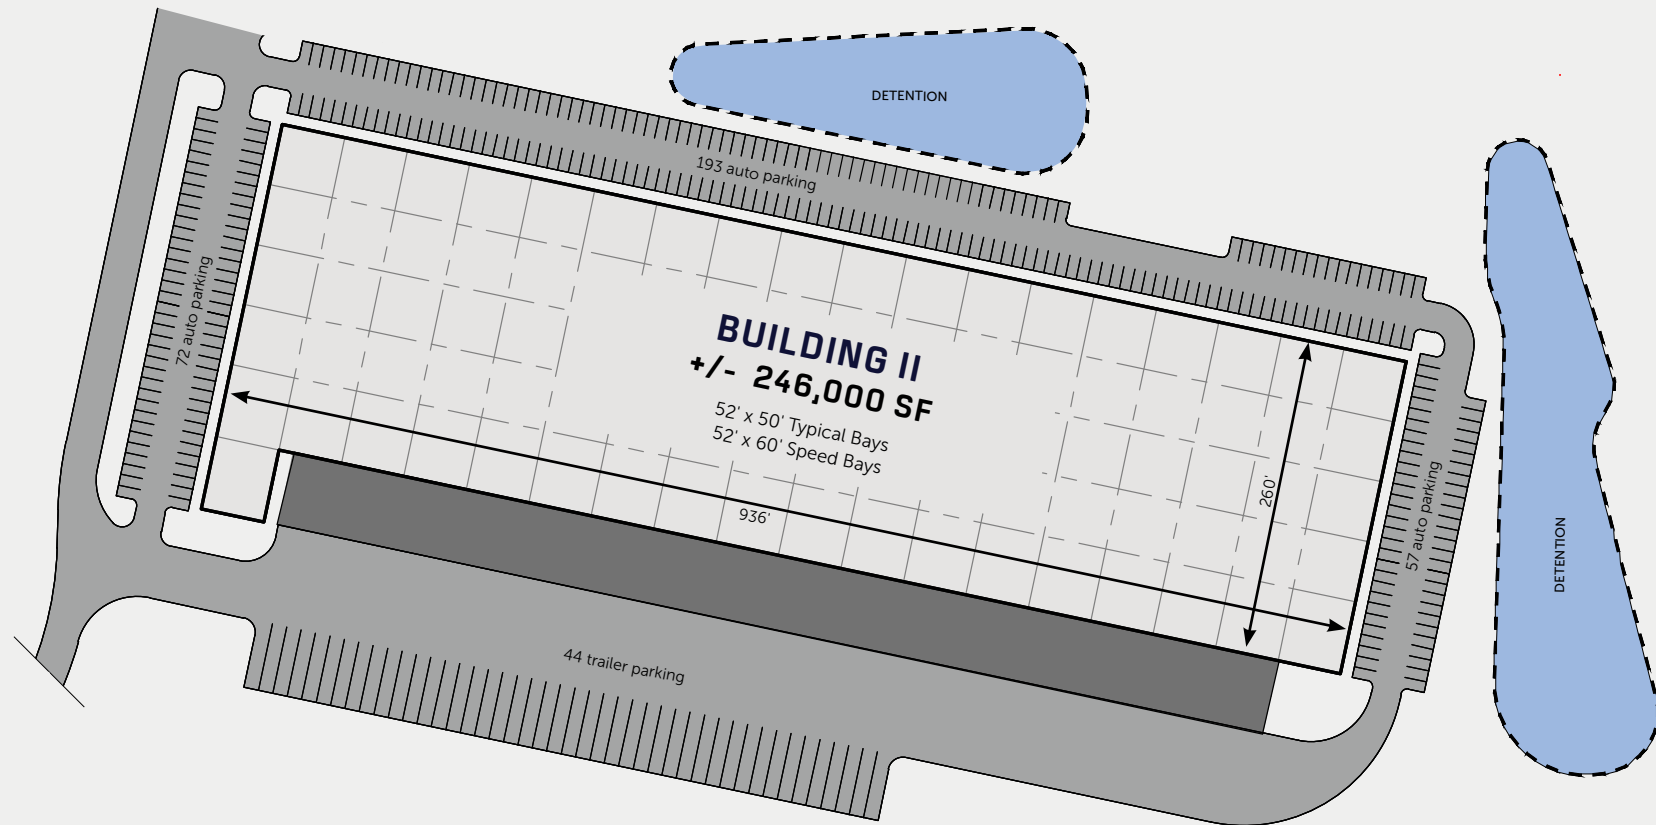 DETENTION
193 auto parking
72 auto parking
BUILDING II
+/- 246,000 SF
52' x 50' Typical Bays
52' x 60' Speed Bays
936'
260'
57 auto parking
DETENTION
44 trailer parking